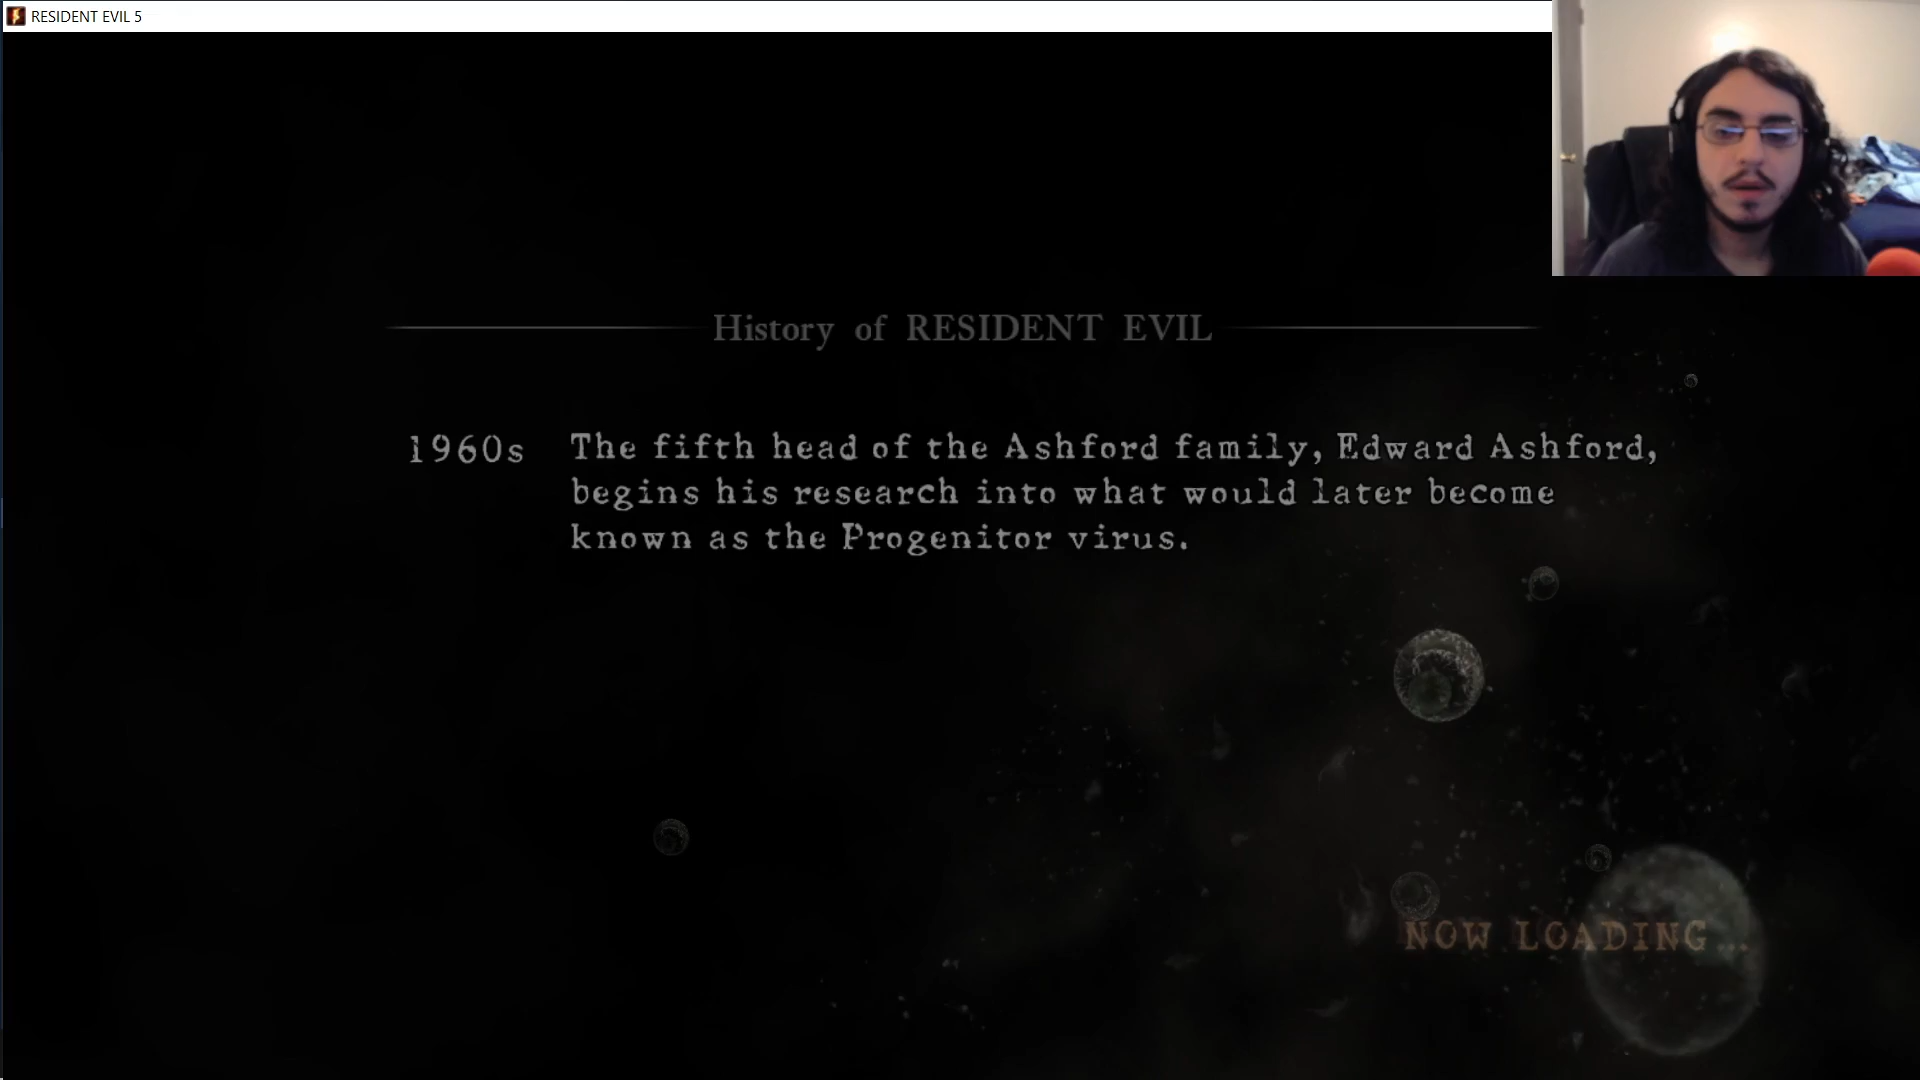 RESIDENT EVIL 5
History of RESIDENT EVIL
1960s The fifth head of the Ashford family, Edward Ashford,
begins his research into what would later become
known as the Progenitor virus.
NOW LOADING...